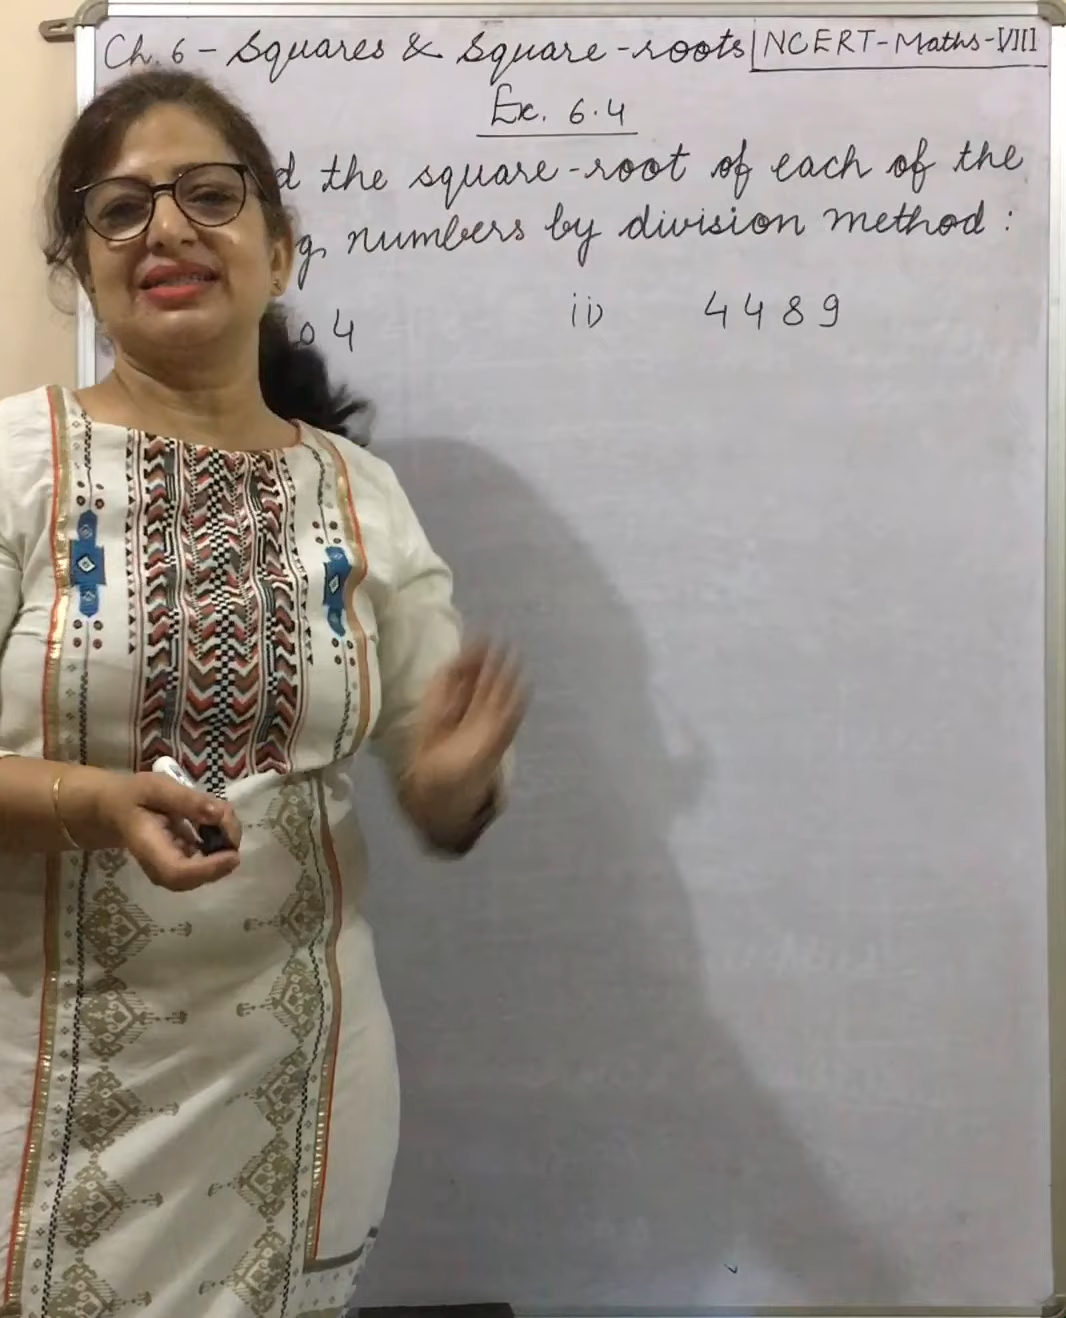 Ch. 6 - Squares & Square-roots | NCERT-Maths-VIII
Ex. 6.4
d the square-root of each of the
g numbers by division method :
04 ii) 4489